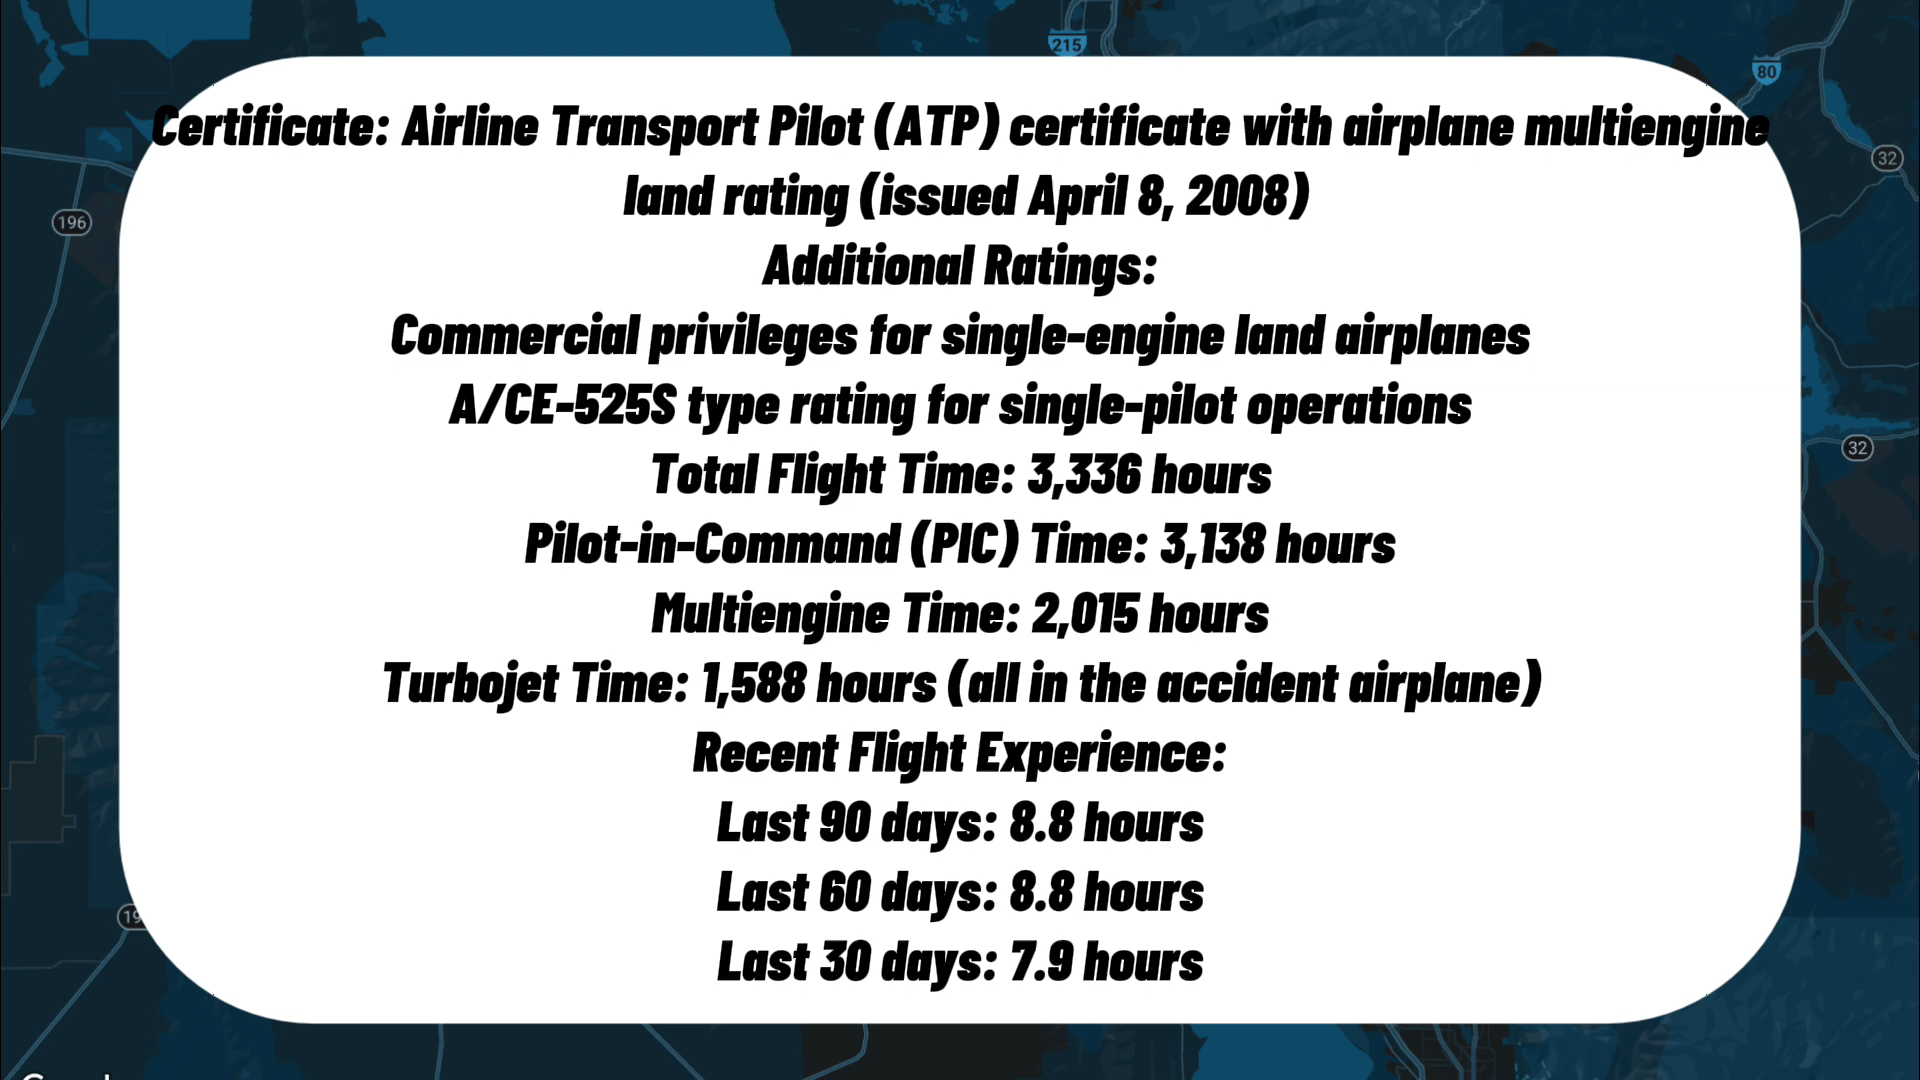 215
80
Certificate: Airline Transport Pilot (ATP) certificate with airplane multiengine
32
land rating (issued April 8, 2008)
196
Additional Ratings:
Commercial privileges for single-engine land airplanes
A/CE-525S type rating for single-pilot operations
32
Total Flight Time: 3,336 hours
Pilot-in-Command (PIC) Time: 3,138 hours
Multiengine Time: 2,015 hours
Turbojet Time: 1,588 hours (all in the accident airplane)
Recent Flight Experience:
Last 90 days: 8.8 hours
Last 60 days: 8.8 hours
Last 30 days: 7.9 hours